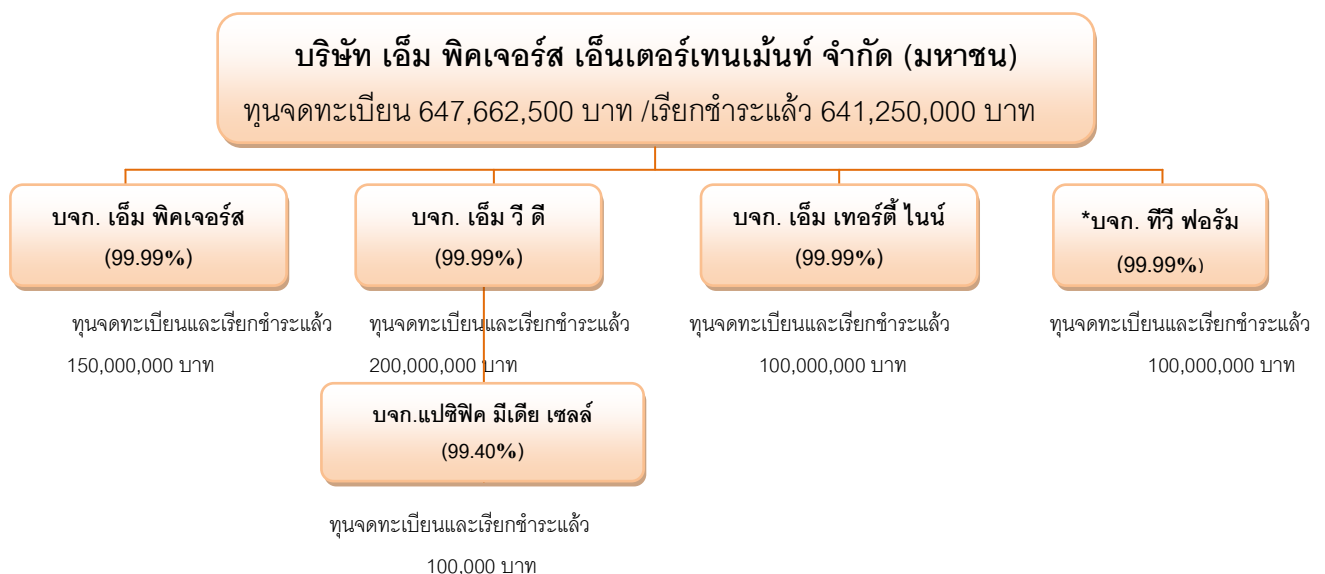 บริษัท เอ็ม พิคเจอร์ส เอ็นเตอร์เทนเม้นท์ จำกัด (มหาชน)
ทุนจดทะเบียน 647,662,500 บาท /เรียกชำระแล้ว 641,250,000 บาท
บจก. เอ็ม พิคเจอร์ส
(99.99%)
ทุนจดทะเบียนและเรียกชำระแล้ว
150,000,000 บาท
บจก. เอ็ม วี ดี
(99.99%)
ทุนจดทะเบียนและเรียกชำระแล้ว
200,000,000 บาท
บจก. เอ็ม เทอร์ตี้ ไนน์
(99.99%)
ทุนจดทะเบียนและเรียกชำระแล้ว
100,000,000 บาท
*บจก. ทีวี ฟอรัม
(99.99%)
ทุนจดทะเบียนและเรียกชำระแล้ว
100,000,000 บาท
บจก.แปซิฟิค มีเดีย เซลล์
(99.40%)
ทุนจดทะเบียนและเรียกชำระแล้ว
100,000 บาท